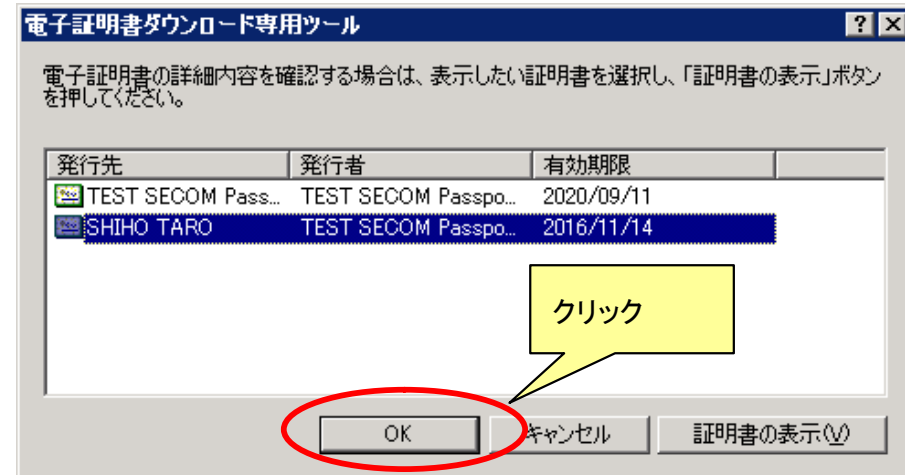 電子証明書ダウンロード専用ツール
電子証明書の詳細内容を確認する場合は、表示したい証明書を選択し、「証明書の表示」ボタン
を押してください。
発行先 発行者 有効期限
TEST SECOM Pass... TEST SECOM Passpo... 2020/09/11
SHIHO TARO TEST SECOM Passpo... 2016/11/14
クリック
OK キャンセル 証明書の表示(V)